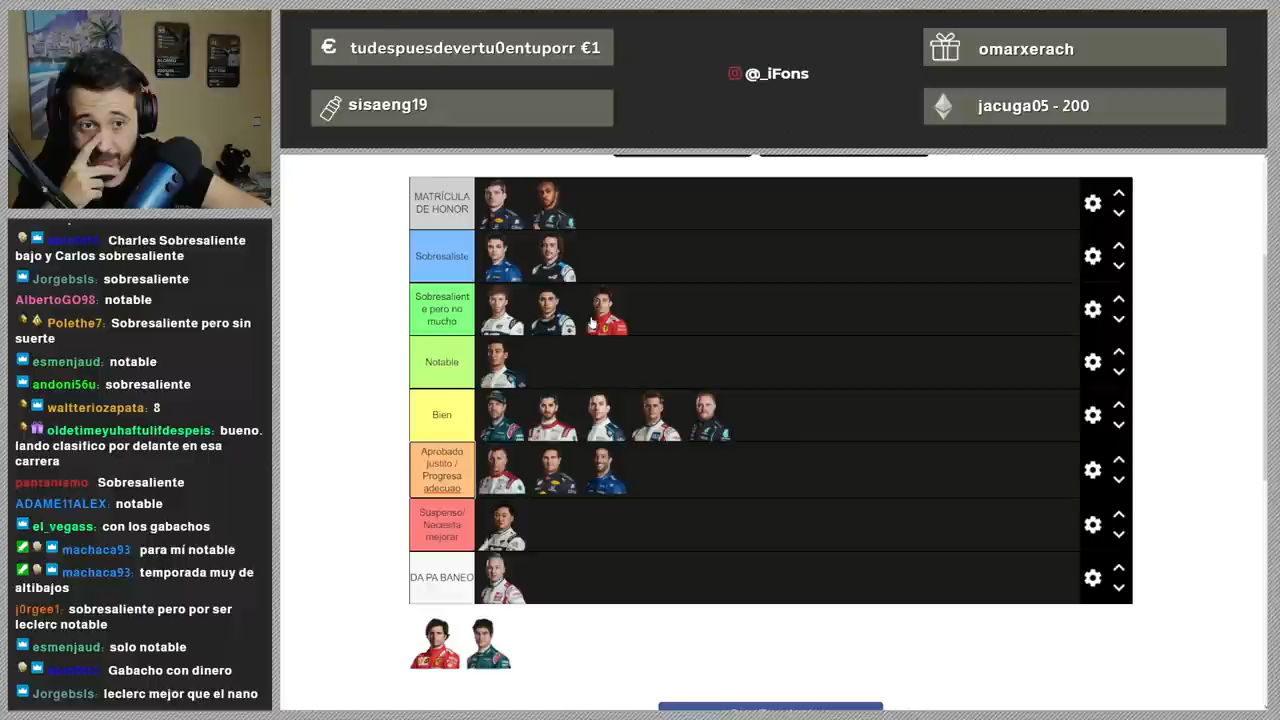 tudespuesdevertu0entuporr €1
sisaeng19
@_iFons
omarxerach
jacuga05 - 200
Charles Sobresaliente
bajo y Carlos sobresaliente
Jorgebsls: sobresaliente
AlbertoGO98: notable
Polethe7: Sobresaliente pero sin
suerte
esmenjaud: notable
andoni56u: sobresaliente
waltteriozapata: 8
oldetimeyuhaftulifdespeis: bueno.
lando clasifico por delante en esa
carrera
pantanismo Sobresaliente
ADAME11ALEX: notable
el_vegass: con los gabachos
machaca93 para mí notable
machaca93: temporada muy de
altibajos
j0rgee1: sobresaliente pero por ser
leclerc notable
esmenjaud: solo notable
Gabacho con dinero
Jorgebsls: leclerc mejor que el nano
MATRÍCULA
DE HONOR
Sobresaliste
Sobresalient
e pero no
mucho
Notable
Bien
Aprobado
justito /
Progresa
adecuao
Suspenso/
Necesita
mejorar
DA PA BANEO